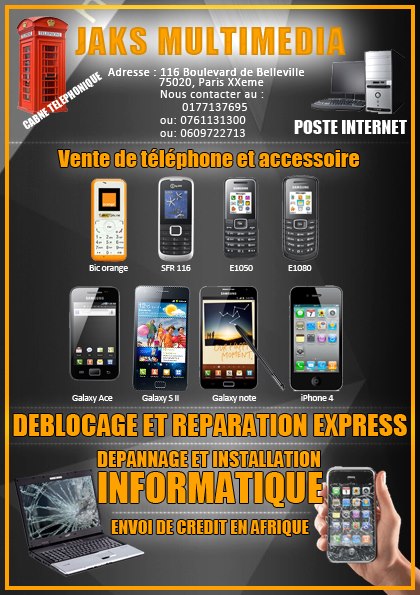 JAKS MULTIMEDIA
Adresse : 116 Boulevard de Belleville
75020, Paris XXeme
Nous contacter au :
0177137695
ou: 0761131300
ou: 0609722713
CABNE TELEPHONIQUE
POSTE INTERNET
Vente de téléphone et accessoire
Bic orange
SFR 116
E1050
E1080
Galaxy Ace
Galaxy S II
Galaxy note
iPhone 4
DEBLOCAGE ET REPARATION EXPRESS
DEPANNAGE ET INSTALLATION
INFORMATIQUE
ENVOI DE CREDIT EN AFRIQUE